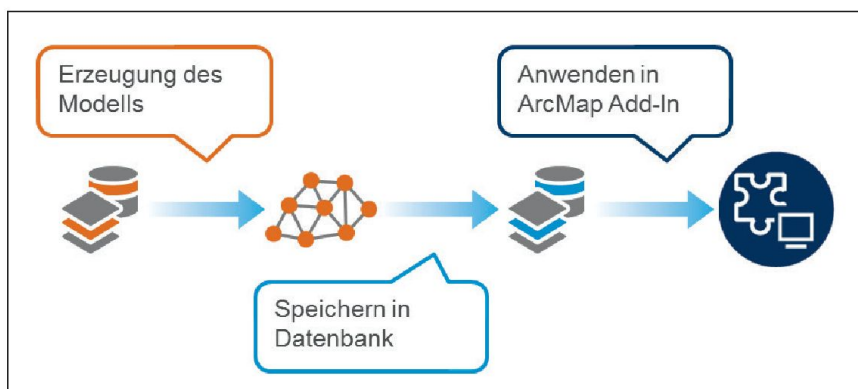 Erzeugung des
Modells
Anwenden in
ArcMap Add-In
Speichern in
Datenbank